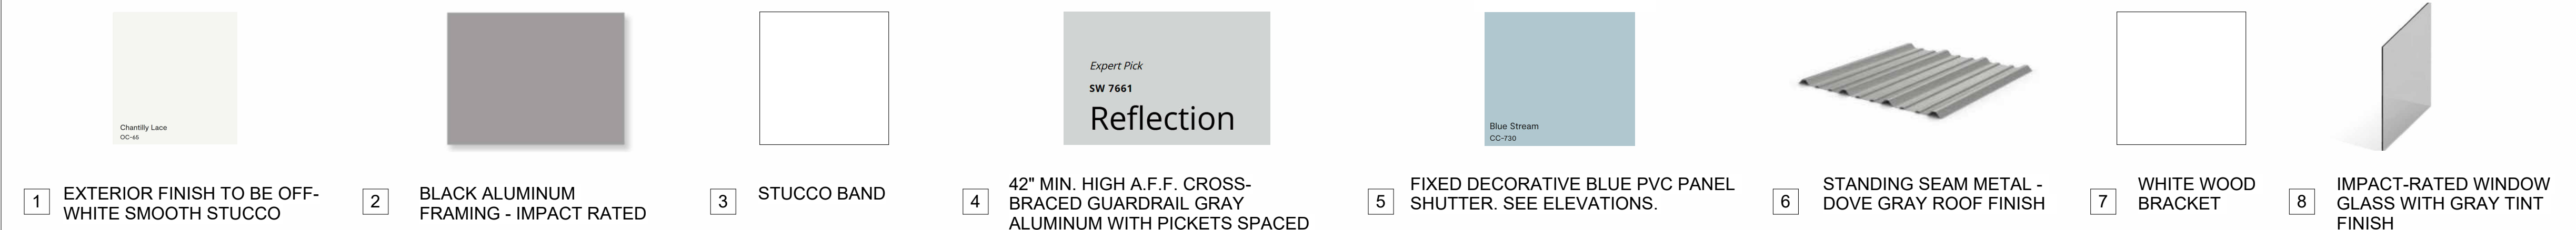 Chantilly Lace
OC-65
1
EXTERIOR FINISH TO BE OFF-
WHITE SMOOTH STUCCO
2
BLACK ALUMINUM
FRAMING - IMPACT RATED
3
STUCCO BAND
Expert Pick
SW 7661
Reflection
4
42" MIN. HIGH A.F.F. CROSS-
BRACED GUARDRAIL GRAY
ALUMINUM WITH PICKETS SPACED
Blue Stream
CC-730
5
FIXED DECORATIVE BLUE PVC PANEL
SHUTTER. SEE ELEVATIONS.
6
STANDING SEAM METAL -
DOVE GRAY ROOF FINISH
7
WHITE WOOD
BRACKET
8
IMPACT-RATED WINDOW
GLASS WITH GRAY TINT
FINISH